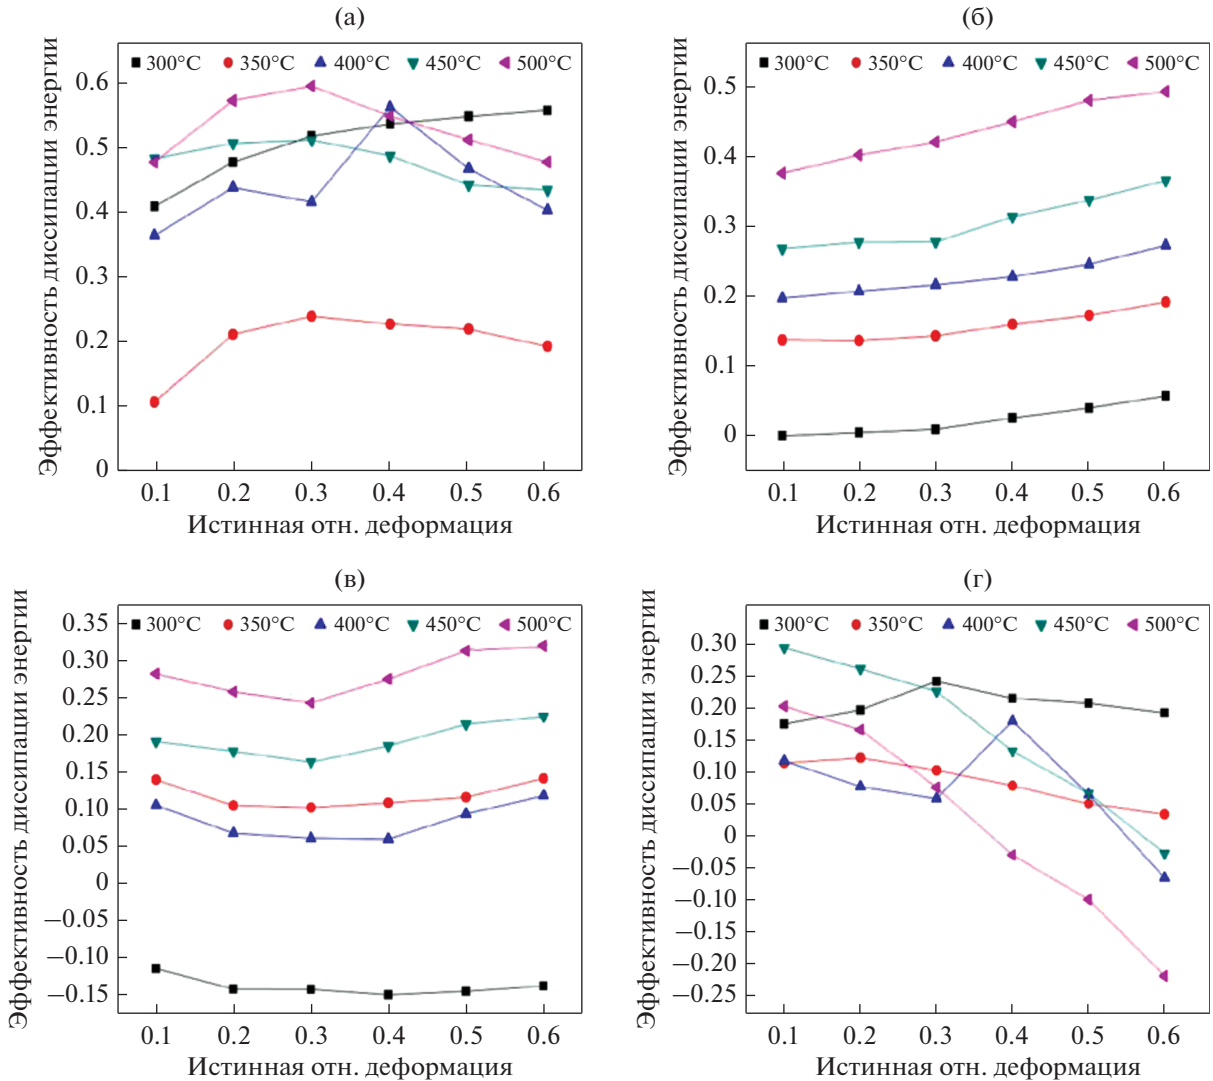 (а)
300°C 350°C 400°C 450°C 500°C
0.6
0.5
0.4
0.3
0.2
0.1
0
Эффективность диссипации энергии
0.1 0.2 0.3 0.4 0.5 0.6
Истинная отн. деформация
(б)
300°C 350°C 400°C 450°C 500°C
0.5
0.4
0.3
0.2
0.1
0
Эффективность диссипации энергии
0.1 0.2 0.3 0.4 0.5 0.6
Истинная отн. деформация
(в)
300°C 350°C 400°C 450°C 500°C
0.35
0.30
0.25
0.20
0.15
0.10
0.05
0
−0.05
−0.10
−0.15
Эффективность диссипации энергии
0.1 0.2 0.3 0.4 0.5 0.6
Истинная отн. деформация
(г)
300°C 350°C 400°C 450°C 500°C
0.30
0.25
0.20
0.15
0.10
0.05
0
−0.05
−0.10
−0.15
−0.20
−0.25
Эффективность диссипации энергии
0.1 0.2 0.3 0.4 0.5 0.6
Истинная отн. деформация